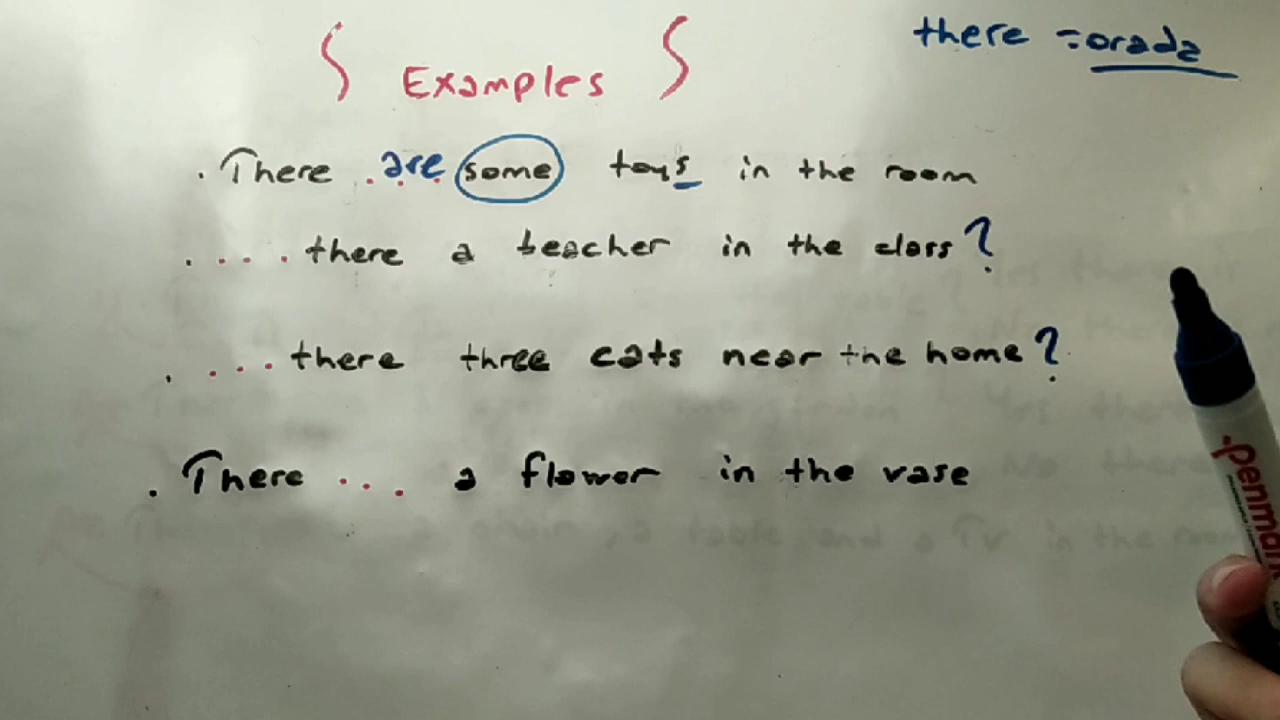 there = orada
Examples
. There .are. some toys in the room
. . . . there a teacher in the class?
. . . . there three cats near the home?
. There . . . a flower in the vase
penman